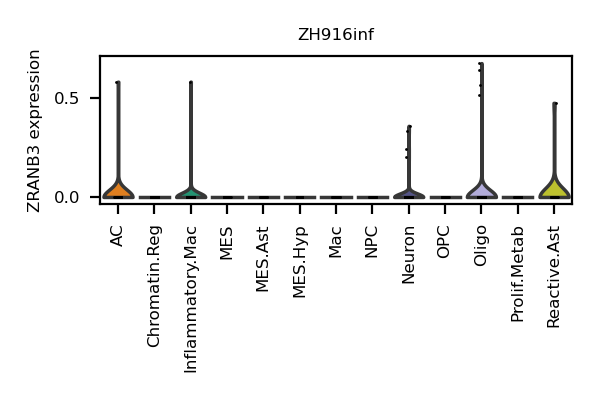 ZH916inf
ZRANB3 expression
0.5
0.0
AC
Chromatin.Reg
Inflammatory.Mac
MES
MES.Ast
MES.Hyp
Mac
NPC
Neuron
OPC
Oligo
Prolif.Metab
Reactive.Ast